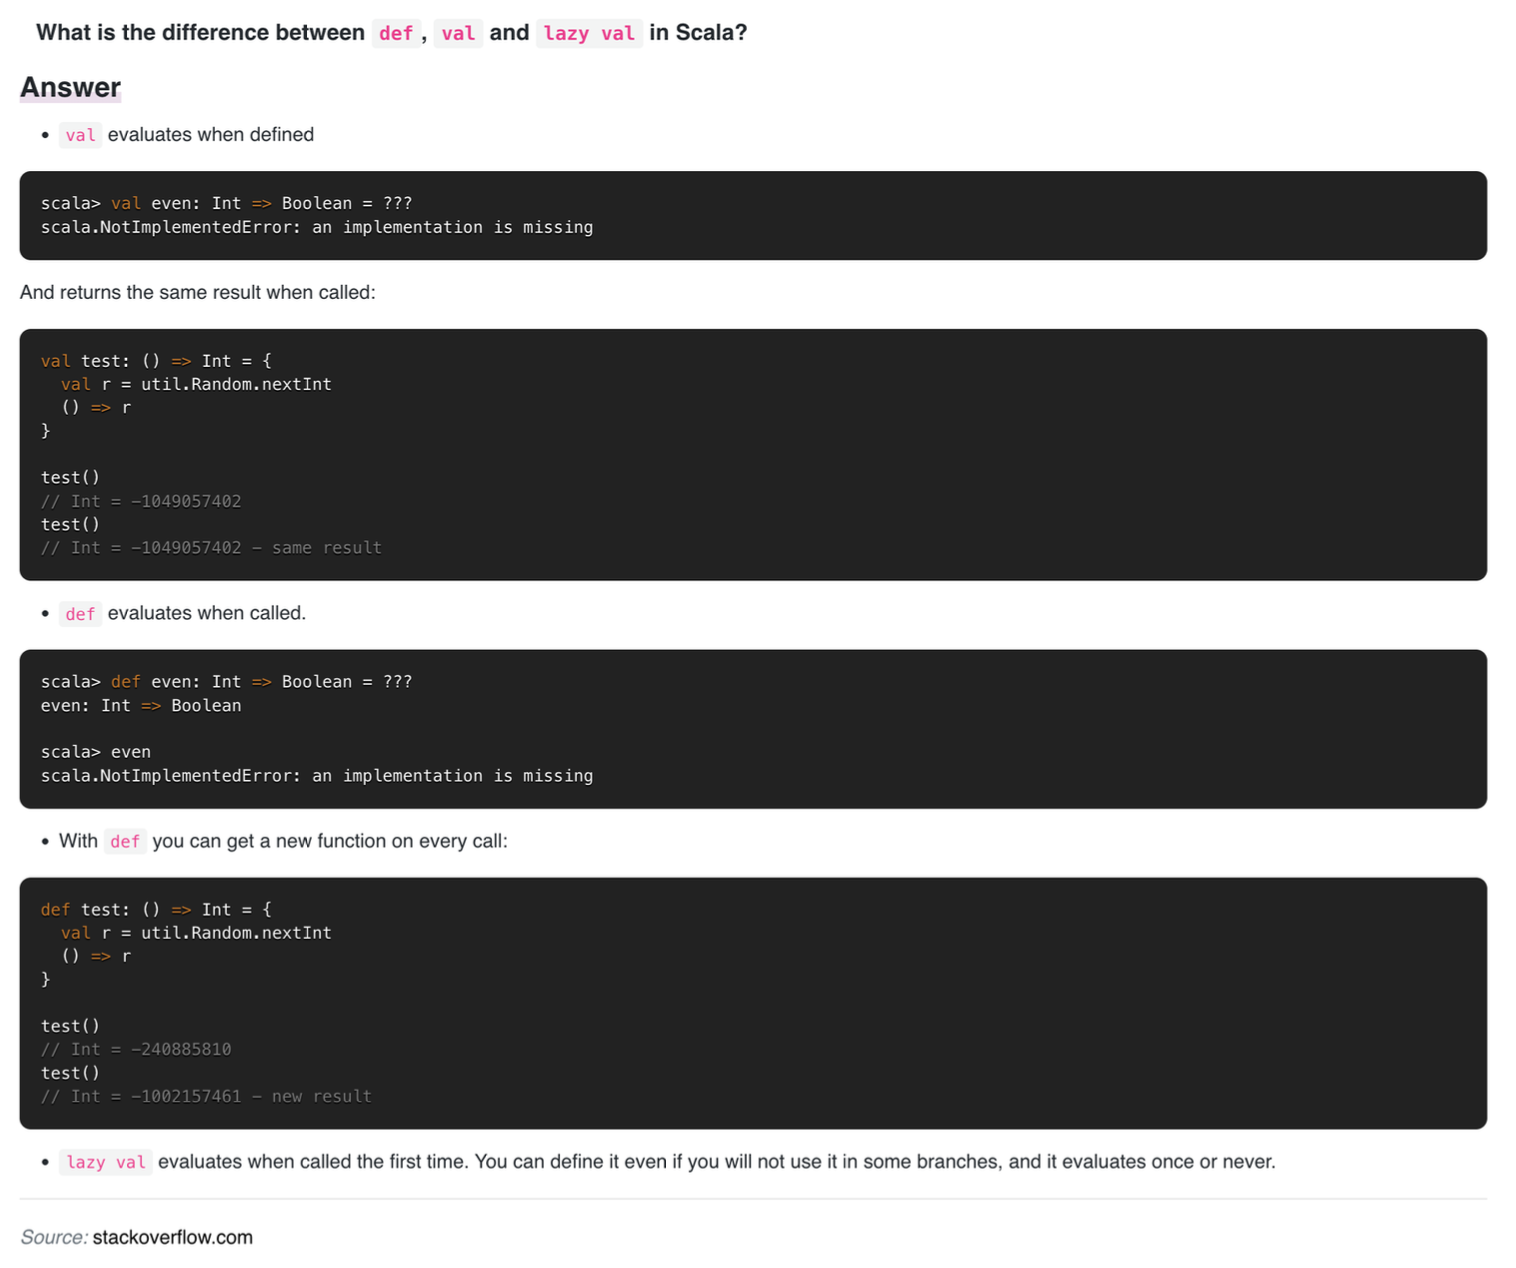 What is the difference between def, val and lazy val in Scala?
Answer
• val evaluates when defined
scala> val even: Int => Boolean = ???
scala.NotImplementedError: an implementation is missing
And returns the same result when called:
val test: () => Int = {
  val r = util.Random.nextInt
  () => r
}
test()
// Int = -1049057402
test()
// Int = -1049057402 - same result
• def evaluates when called.
scala> def even: Int => Boolean = ???
even: Int => Boolean
scala> even
scala.NotImplementedError: an implementation is missing
• With def you can get a new function on every call:
def test: () => Int = {
  val r = util.Random.nextInt
  () => r
}
test()
// Int = -240885810
test()
// Int = -1002157461 - new result
• lazy val evaluates when called the first time. You can define it even if you will not use it in some branches, and it evaluates once or never.
Source: stackoverflow.com